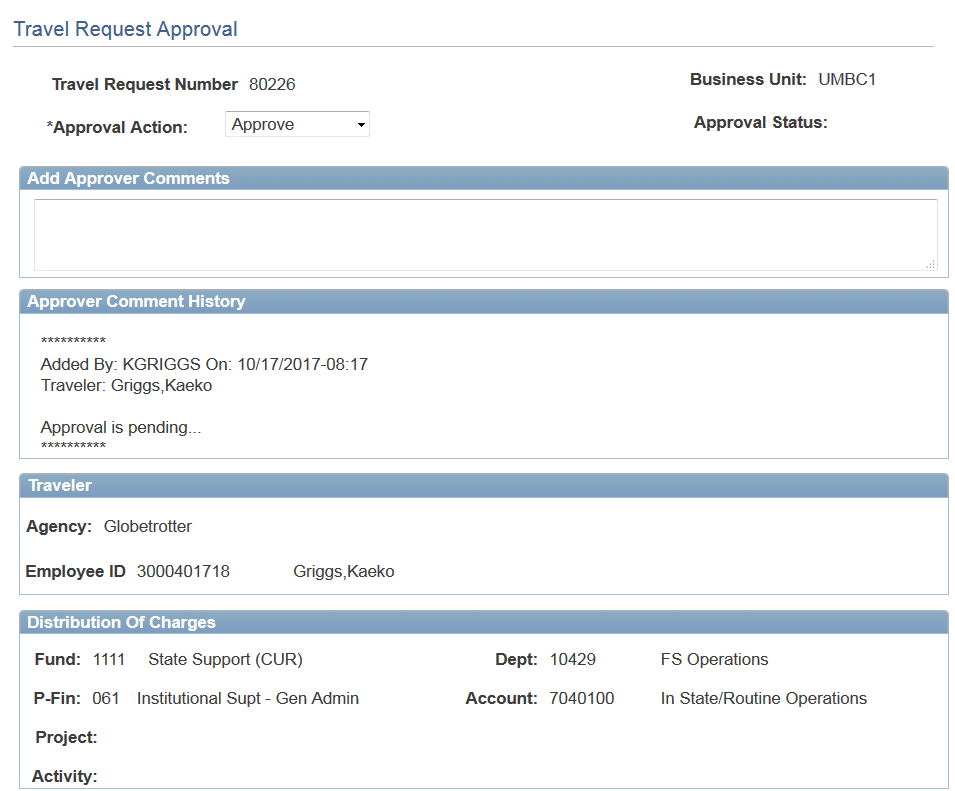 Travel Request Approval
Travel Request Number 80226 Business Unit: UMBC1
*Approval Action: Approve Approval Status:
Add Approver Comments
Approver Comment History
**********
Added By: KGRIGGS On: 10/17/2017-08:17
Traveler: Griggs,Kaeko
Approval is pending...
**********
Traveler
Agency: Globetrotter
Employee ID 3000401718 Griggs,Kaeko
Distribution Of Charges
Fund: 1111 State Support (CUR) Dept: 10429 FS Operations
P-Fin: 061 Institutional Supt - Gen Admin Account: 7040100 In State/Routine Operations
Project:
Activity: